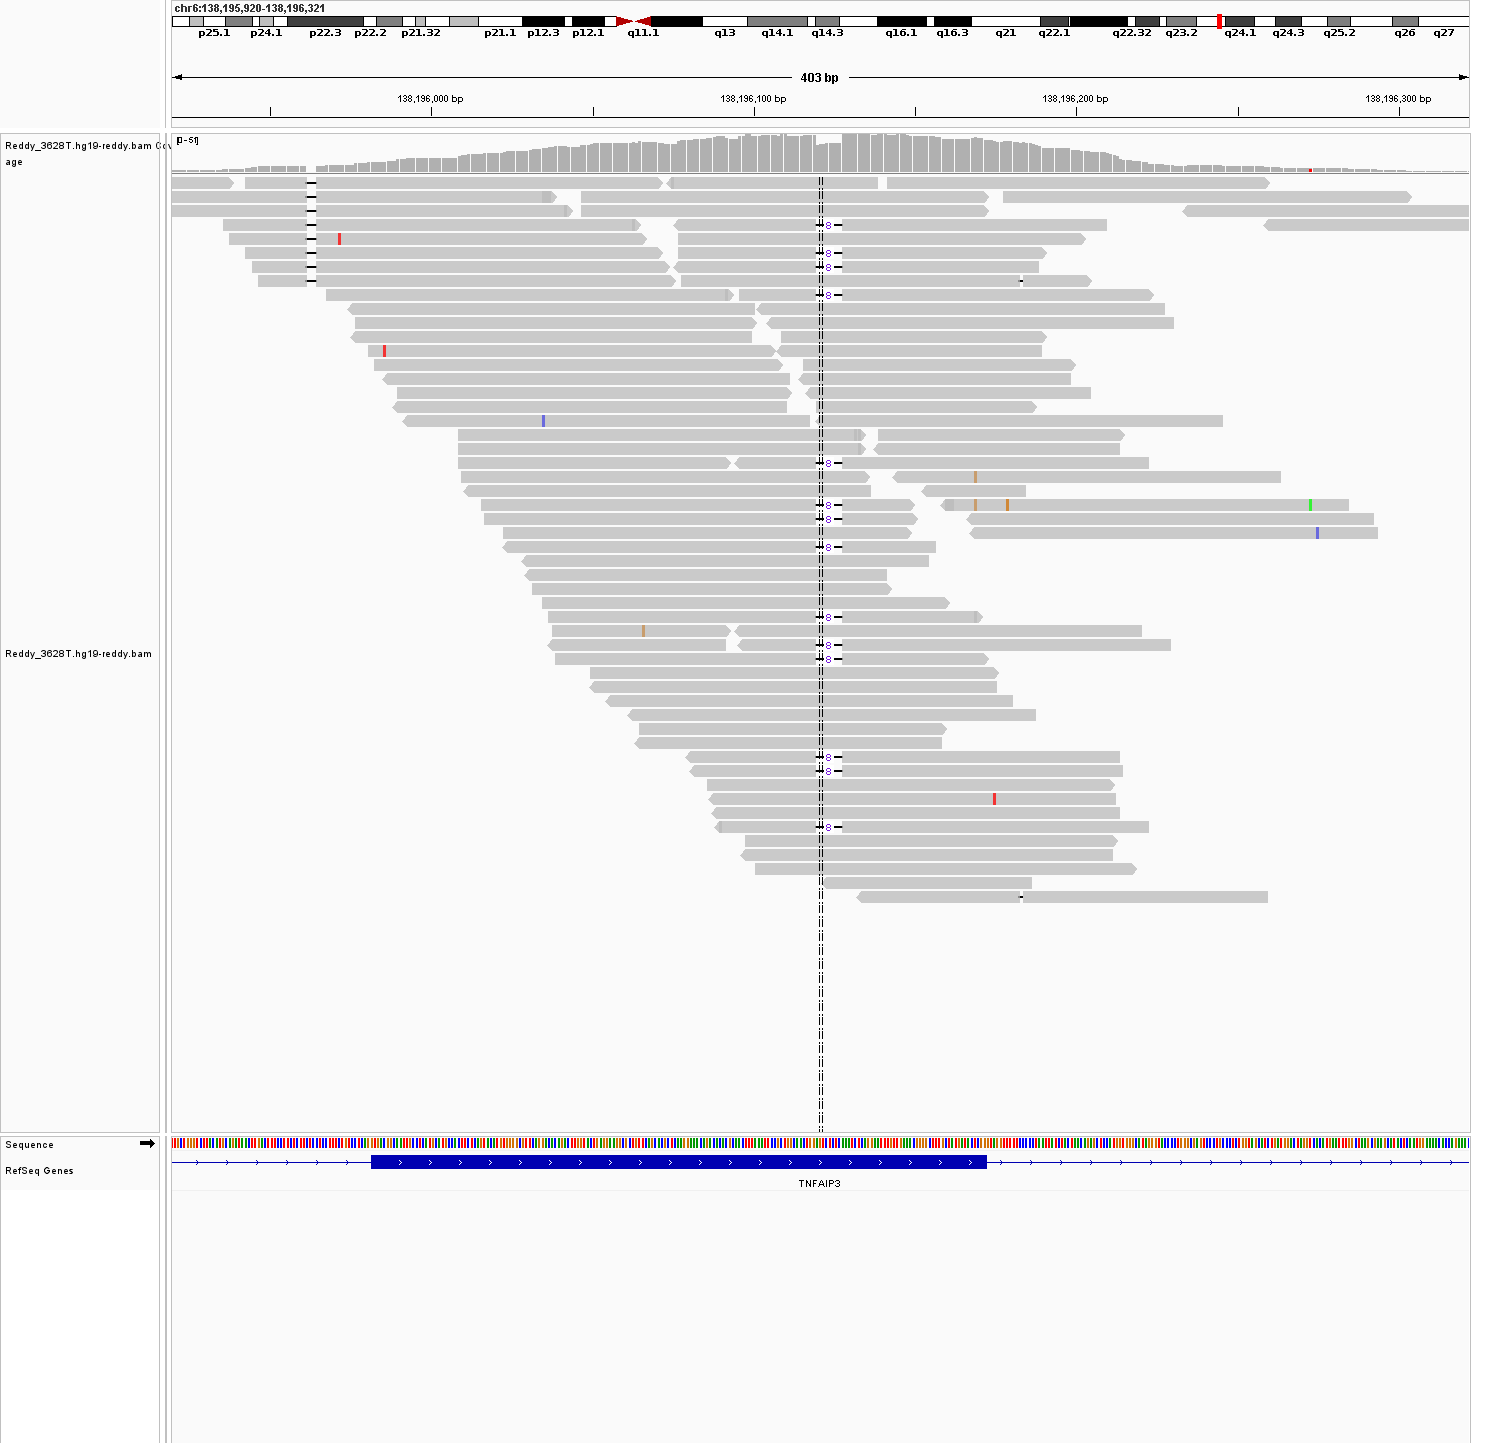 chr6:138,195,920-138,196,321
p25.1 p24.1 p22.3 p22.2 p21.32 p21.1 p12.3 p12.1 q11.1 q13 q14.1 q14.3 q16.1 q16.3 q21 q22.1 q22.32 q23.2 q24.1 q24.3 q25.2 q26 q27
403 bp
138,196,000 bp 138,196,100 bp 138,196,200 bp 138,196,300 bp
[0-51]
Reddy_3628T.hg19-reddy.bam Cov
age
8
8
8
8
8
8
8
8
8
8
8
8
8
8
Reddy_3628T.hg19-reddy.bam
Sequence
RefSeq Genes
TNFAIP3